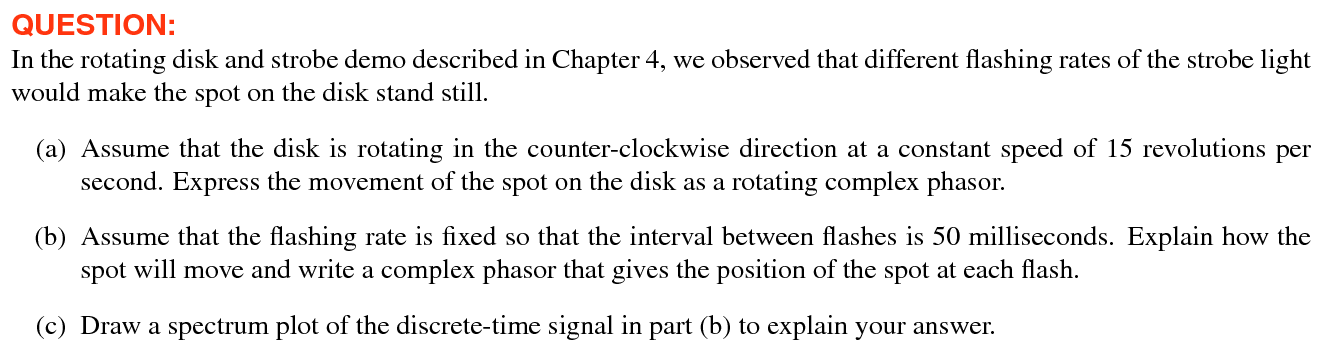 QUESTION:
In the rotating disk and strobe demo described in Chapter 4, we observed that different flashing rates of the strobe light
would make the spot on the disk stand still.
(a) Assume that the disk is rotating in the counter-clockwise direction at a constant speed of 15 revolutions per
second. Express the movement of the spot on the disk as a rotating complex phasor.
(b) Assume that the flashing rate is fixed so that the interval between flashes is 50 milliseconds. Explain how the
spot will move and write a complex phasor that gives the position of the spot at each flash.
(c) Draw a spectrum plot of the discrete-time signal in part (b) to explain your answer.